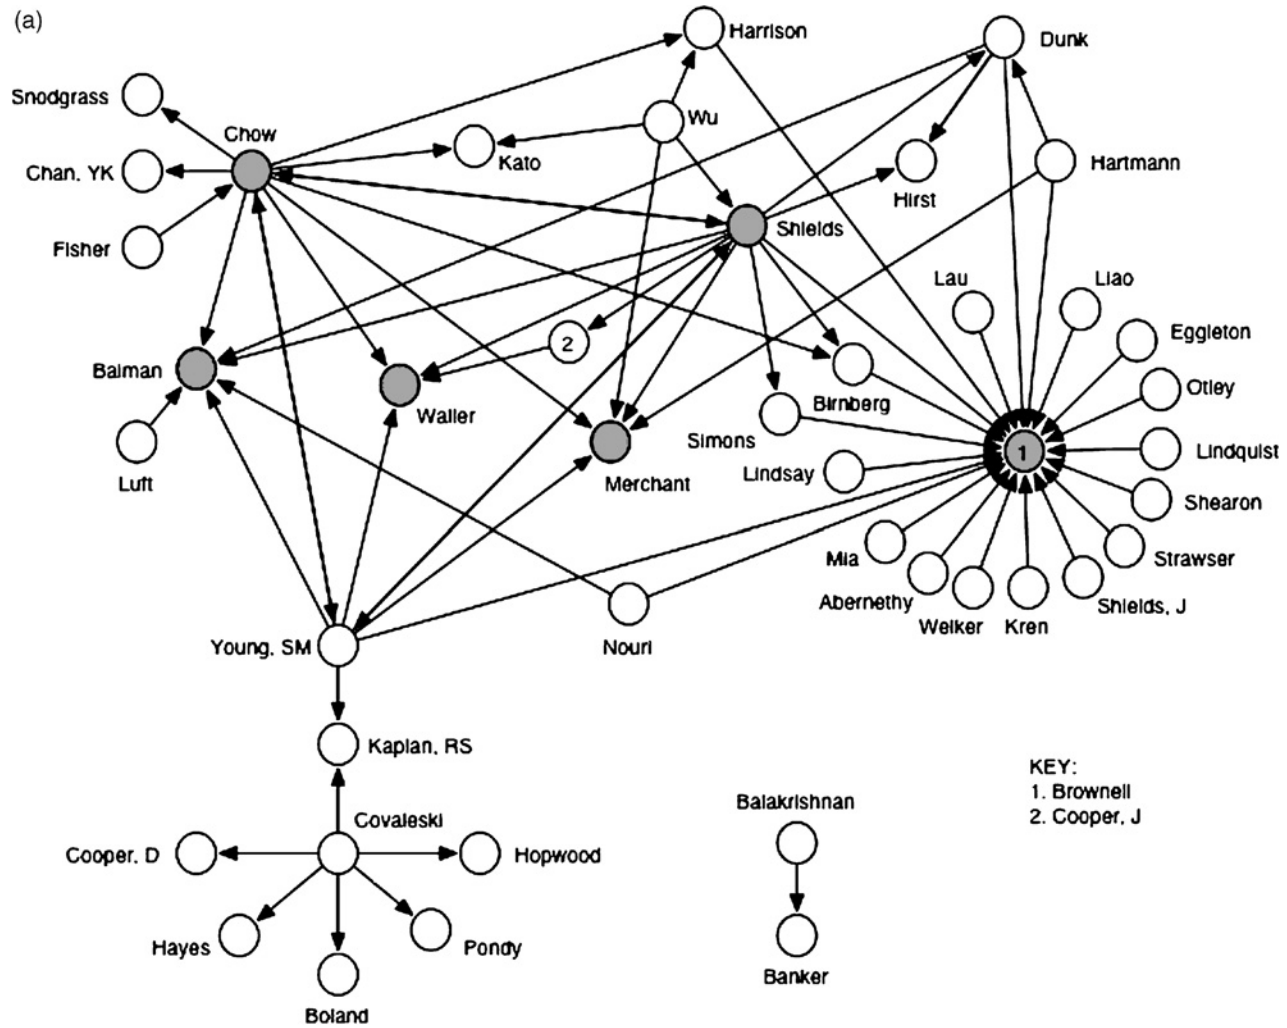 (a)
Harrison
Dunk
Snodgrass
Chow
Wu
Kato
Chan, YK
Hirst
Hartmann
Fisher
Shields
Lau
Liao
Eggleton
2
Baiman
Otley
Waller
Birnberg
Simons
1
Lindquist
Luft
Merchant
Lindsay
Shearon
Mia
Strawser
Abernethy
Shields, J
Welker
Kren
Young, SM
Nouri
Kaplan, RS
KEY:
1. Brownell
2. Cooper, J
Balakrishnan
Covaleski
Cooper, D
Hopwood
Hayes
Pondy
Banker
Boland